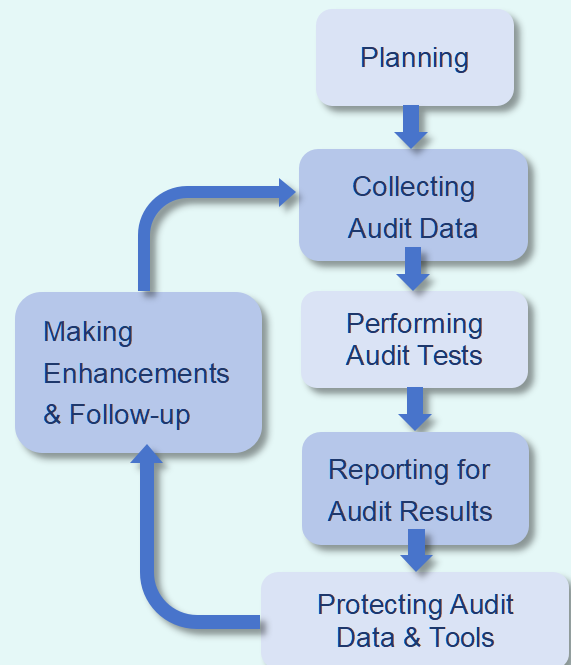 Planning
Collecting
Audit Data
Performing
Audit Tests
Reporting for
Audit Results
Protecting Audit
Data & Tools
Making
Enhancements
& Follow-up